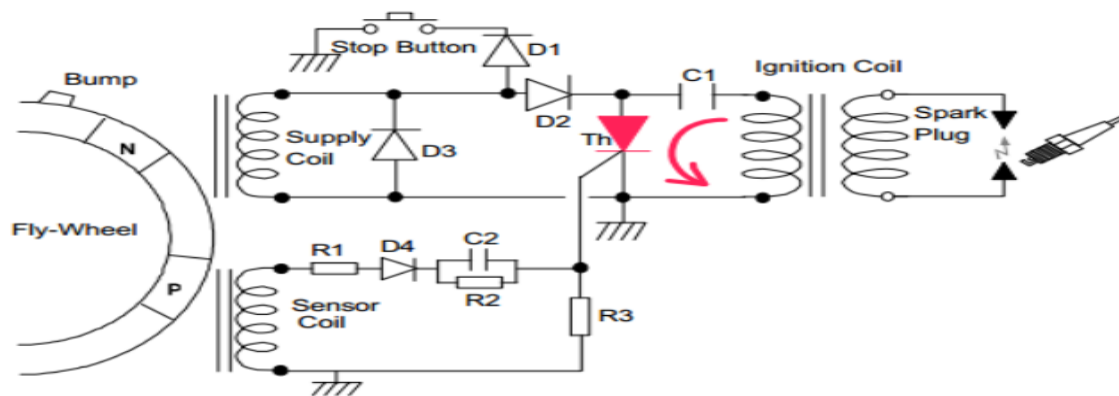 Stop Button
D1
Bump
C1
Ignition Coil
N
Supply
Coil
D3
D2
Th
Spark
Plug
Fly-Wheel
P
R1
D4
C2
R2
Sensor
Coil
R3